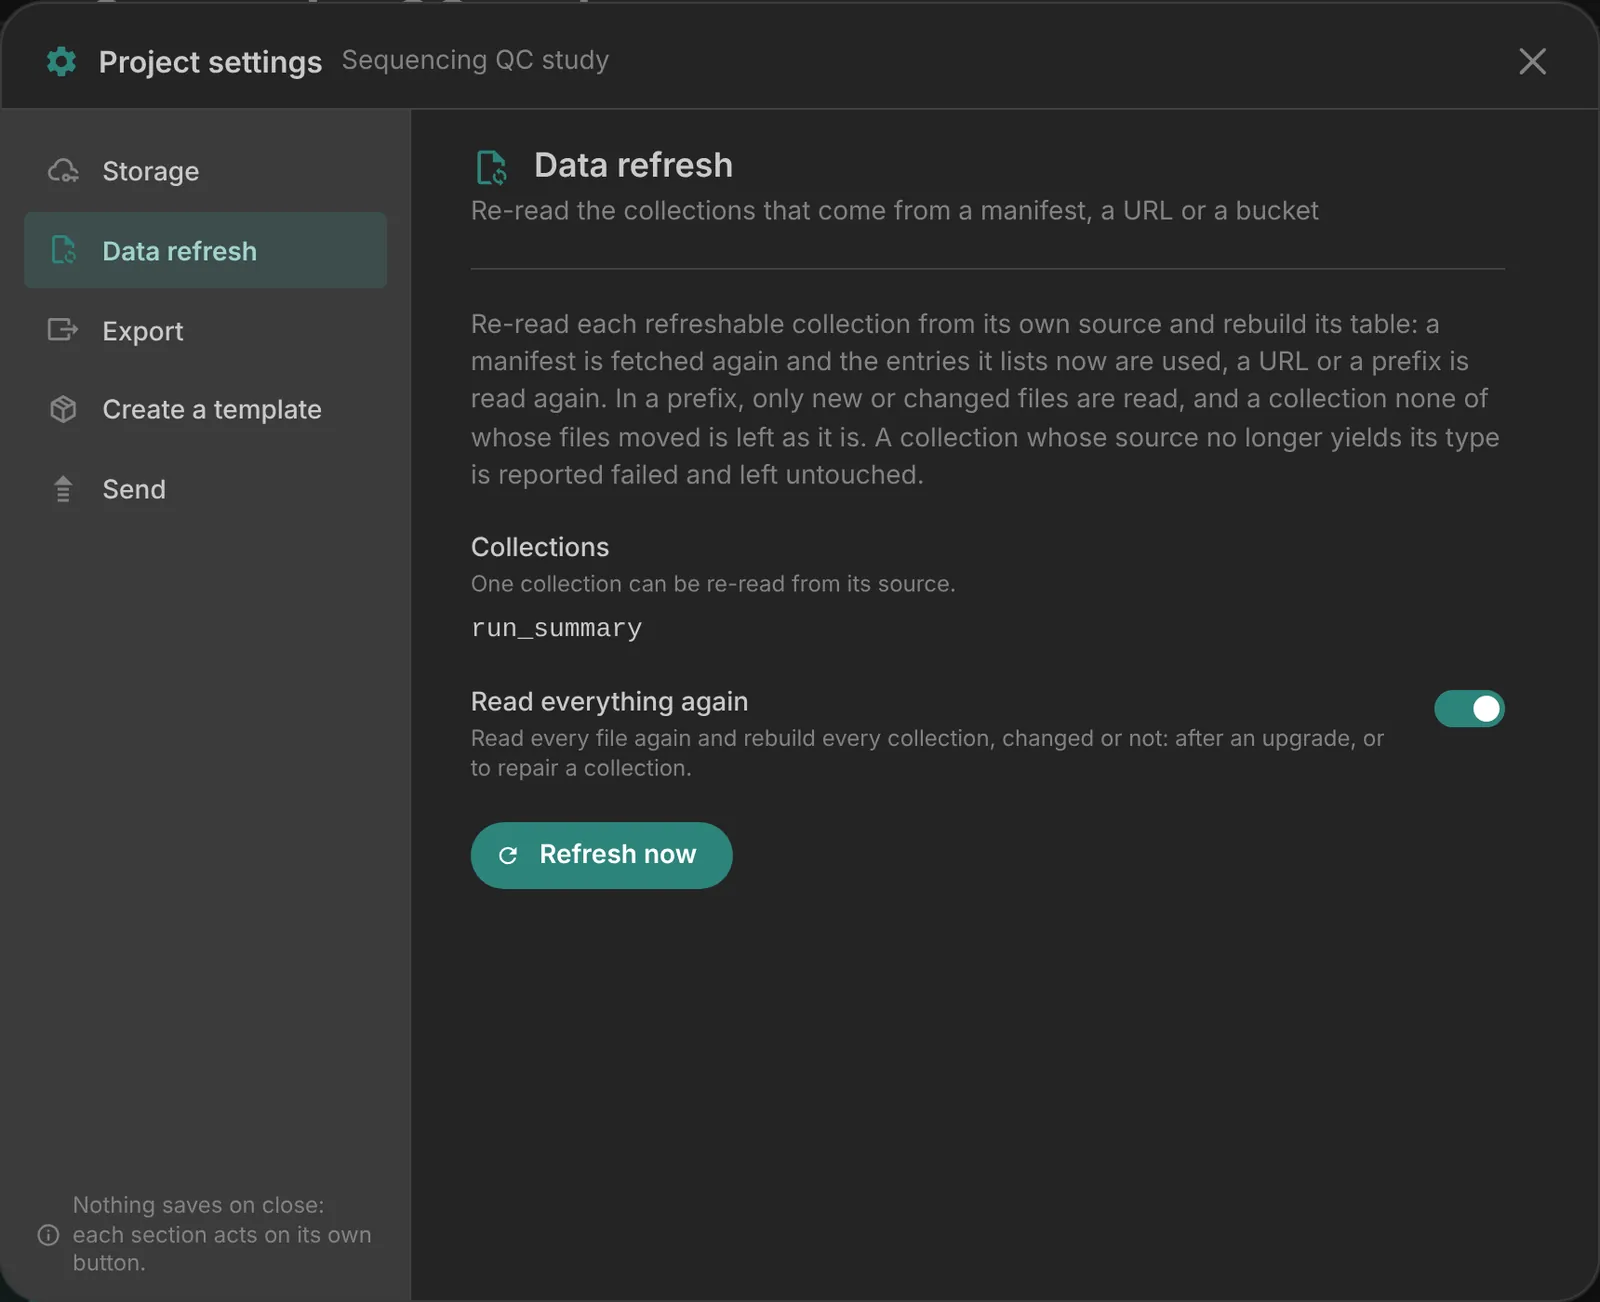 Project settings Sequencing QC study
Storage
Data refresh
Export
Create a template
Send
Nothing saves on close:
each section acts on its own
button.
Data refresh
Re-read the collections that come from a manifest, a URL or a bucket
Re-read each refreshable collection from its own source and rebuild its table: a
manifest is fetched again and the entries it lists now are used, a URL or a prefix is
read again. In a prefix, only new or changed files are read, and a collection none of
whose files moved is left as it is. A collection whose source no longer yields its type
is reported failed and left untouched.
Collections
One collection can be re-read from its source.
run_summary
Read everything again
Read every file again and rebuild every collection, changed or not: after an upgrade, or
to repair a collection.
Refresh now